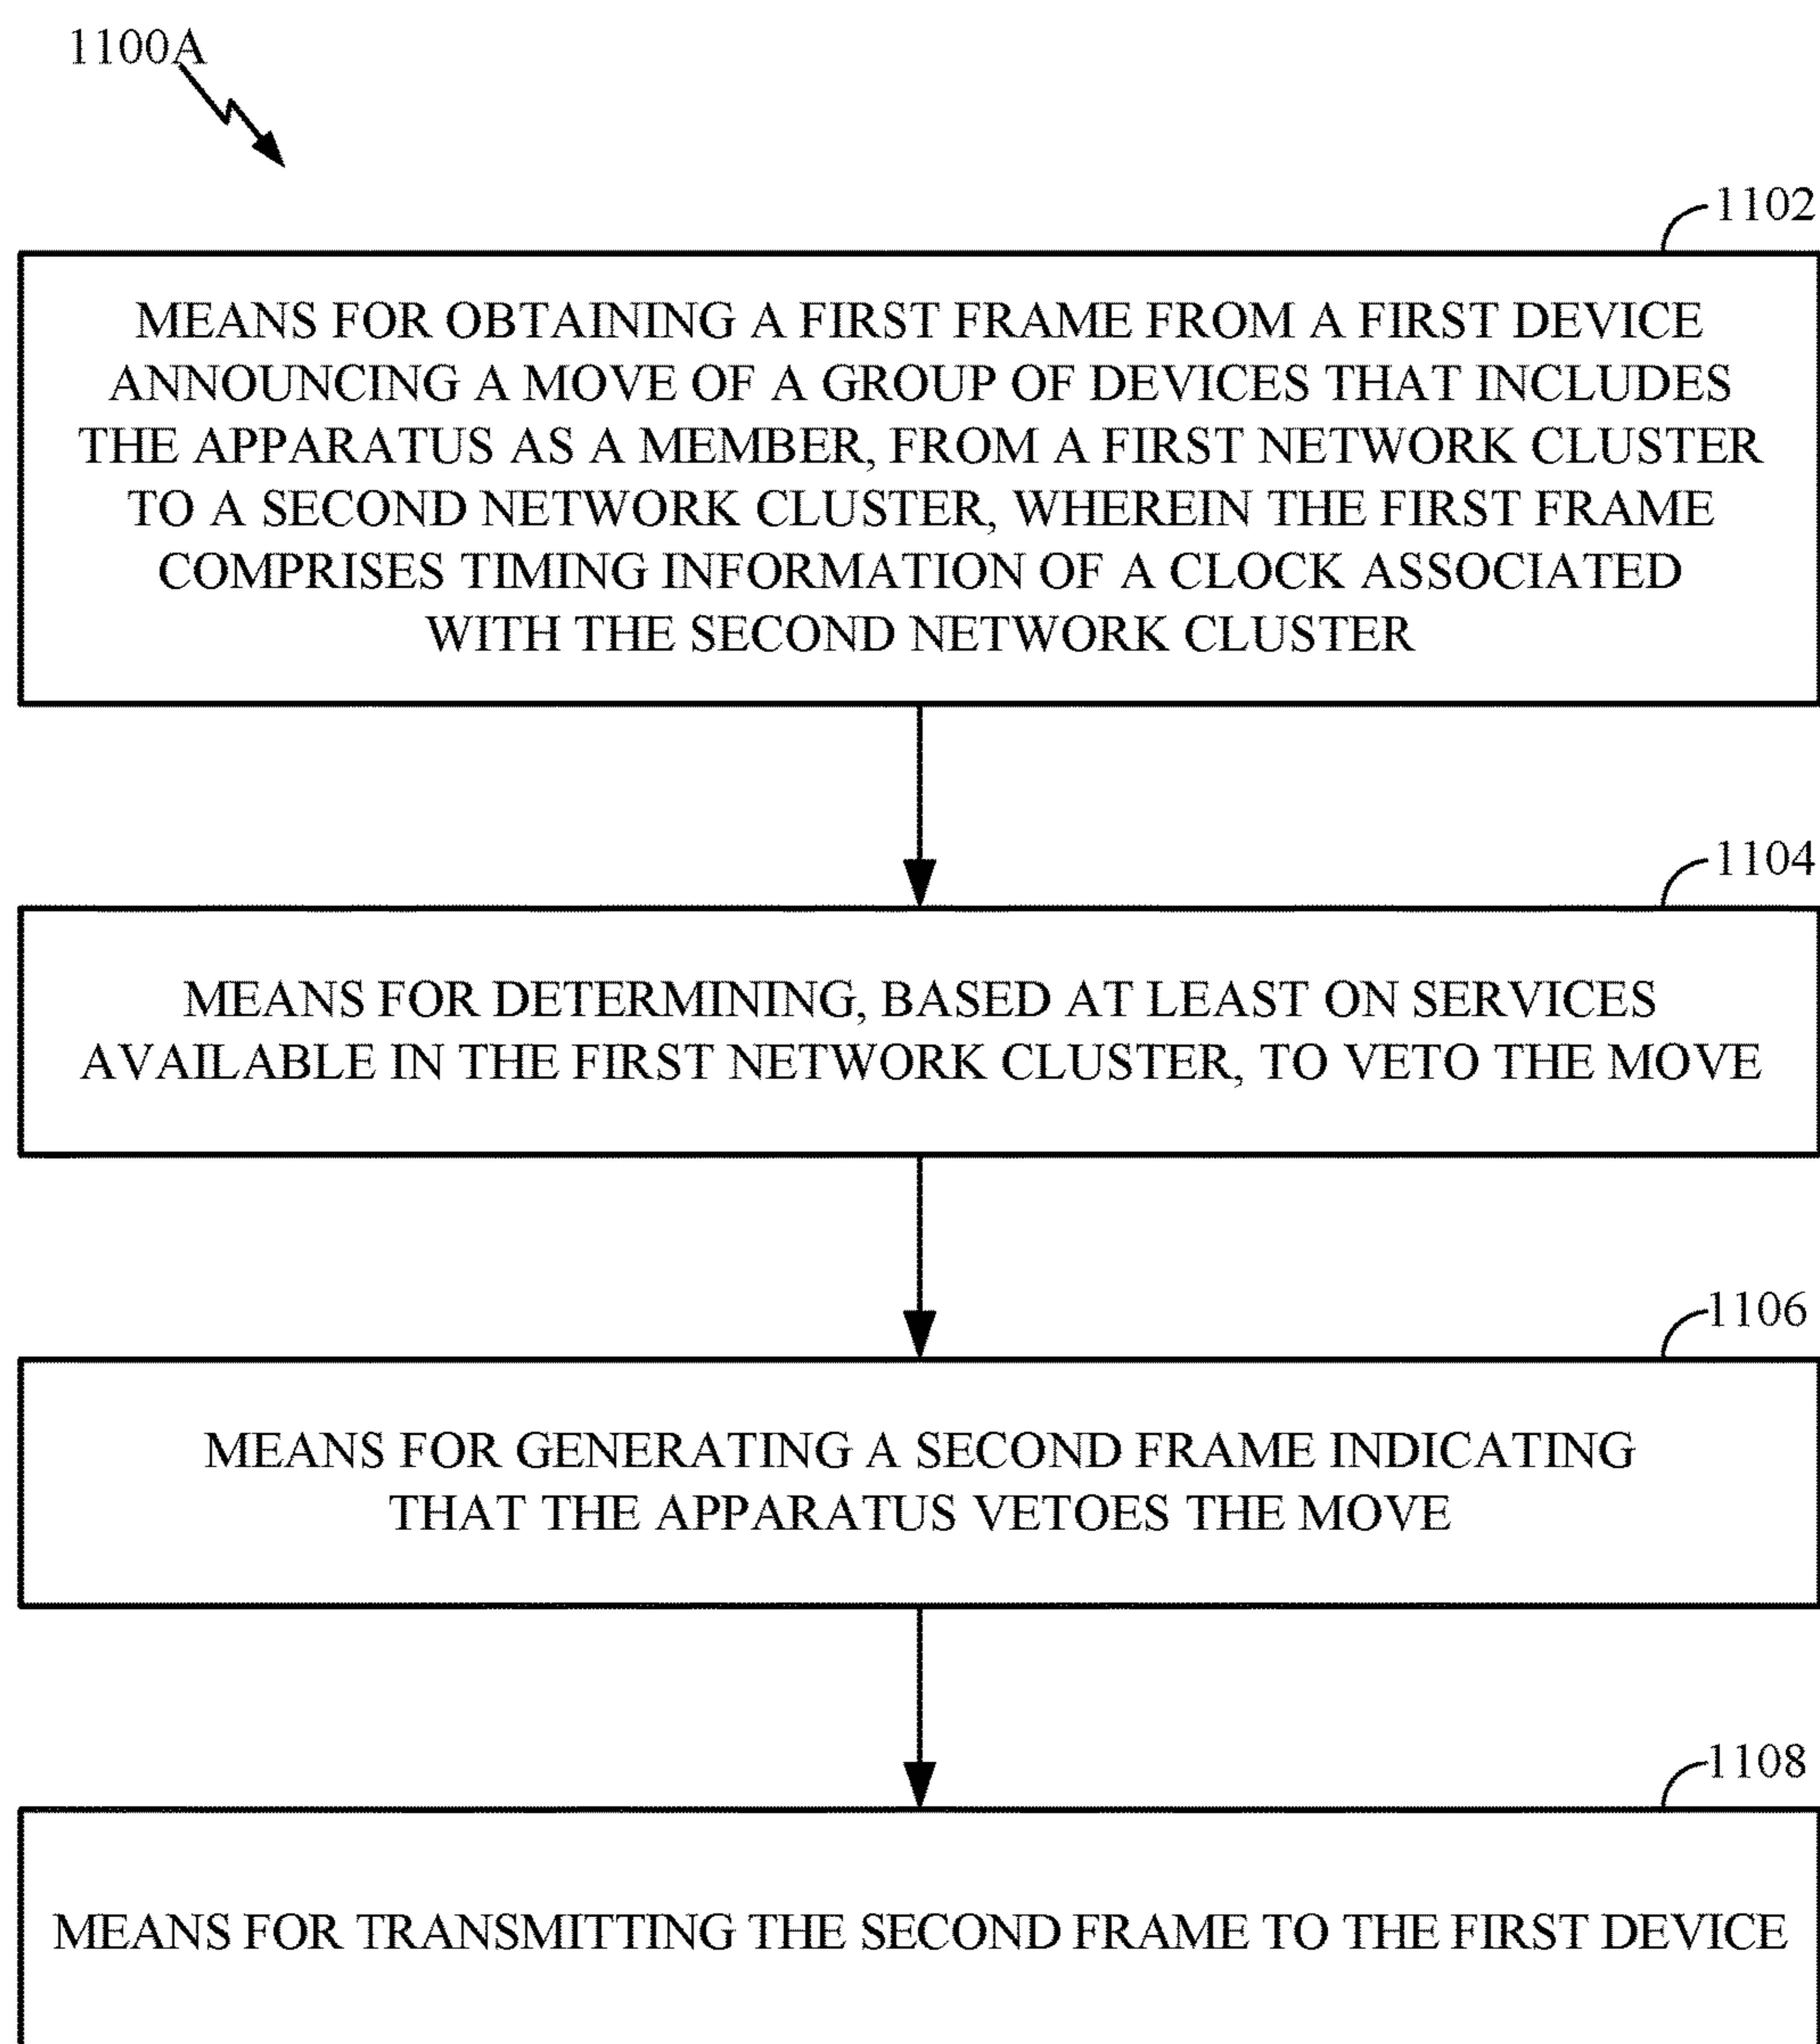 1100A
1102
MEANS FOR OBTAINING A FIRST FRAME FROM A FIRST DEVICE
ANNOUNCING A MOVE OF A GROUP OF DEVICES THAT INCLUDES
THE APPARATUS AS A MEMBER, FROM A FIRST NETWORK CLUSTER
TO A SECOND NETWORK CLUSTER, WHEREIN THE FIRST FRAME
COMPRISES TIMING INFORMATION OF A CLOCK ASSOCIATED
WITH THE SECOND NETWORK CLUSTER
1104
MEANS FOR DETERMINING, BASED AT LEAST ON SERVICES
AVAILABLE IN THE FIRST NETWORK CLUSTER, TO VETO THE MOVE
1106
MEANS FOR GENERATING A SECOND FRAME INDICATING
THAT THE APPARATUS VETOES THE MOVE
1108
MEANS FOR TRANSMITTING THE SECOND FRAME TO THE FIRST DEVICE